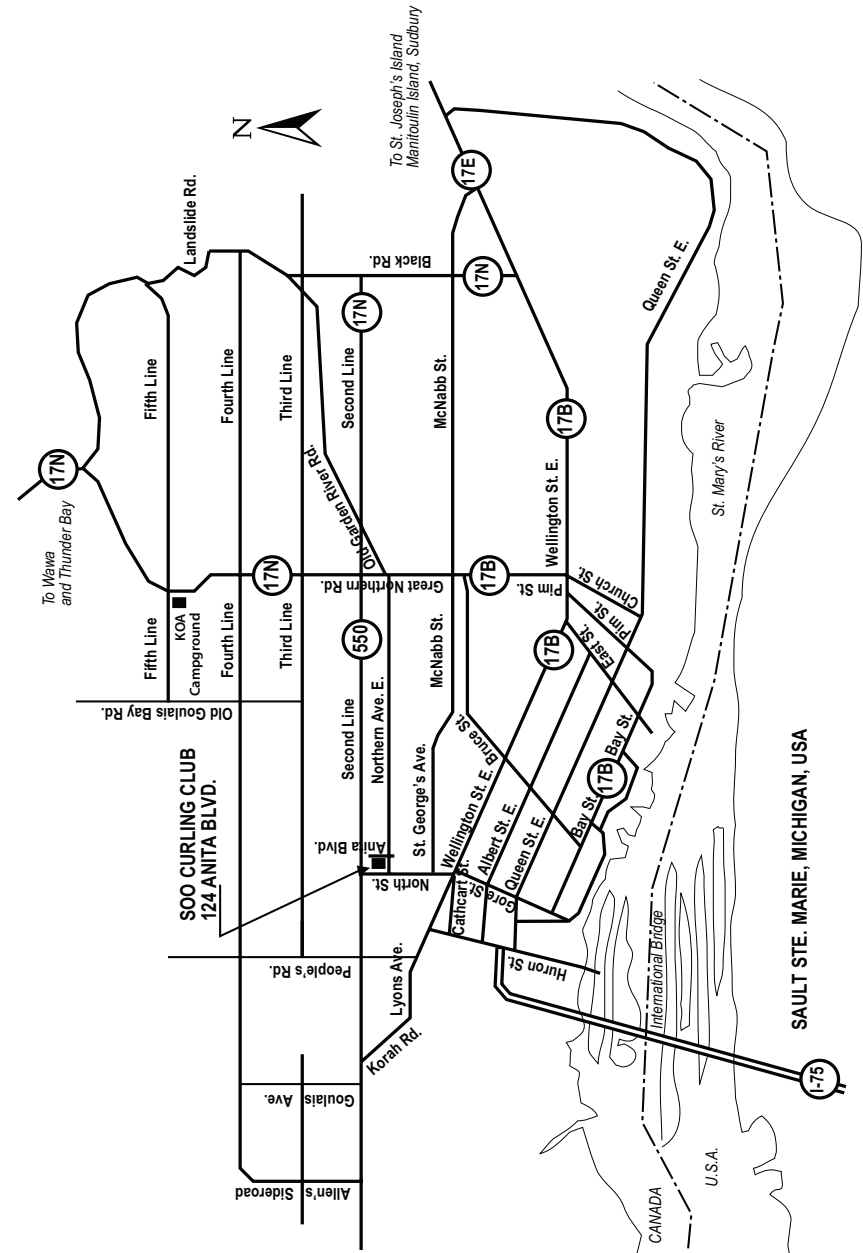 To Wawa
and Thunder Bay
17N
Landslide Rd.
N
To St. Joseph's Island
Manitoulin Island, Sudbury
Fifth Line
Fifth Line
KOA
Campground
Fourth Line
Fourth Line
17N
Third Line
Third Line
Old Goulais Bay Rd.
Old Garden River Rd.
Great Northern Rd.
Second Line
17N
Second Line
550
Black Rd.
17N
17E
Northern Ave. E.
McNabb St.
McNabb St.
17B
SOO CURLING CLUB
124 ANITA BLVD.
Anita Blvd.
North St.
St. George's Ave.
Bruce St.
People's Rd.
Lyons Ave.
Korah Rd.
Goulais Ave.
Allen's Sideroad
Wellington St. E.
17B
Wellington St. E.
17B
Pim St.
Church St.
Pim St.
East St.
Cathcart St.
Albert St. E.
Gore St.
Queen St. E.
Queen St. E.
Bay St.
17B
Bay St.
Huron St.
International Bridge
St. Mary's River
I-75
SAULT STE. MARIE, MICHIGAN, USA
CANADA
U.S.A.